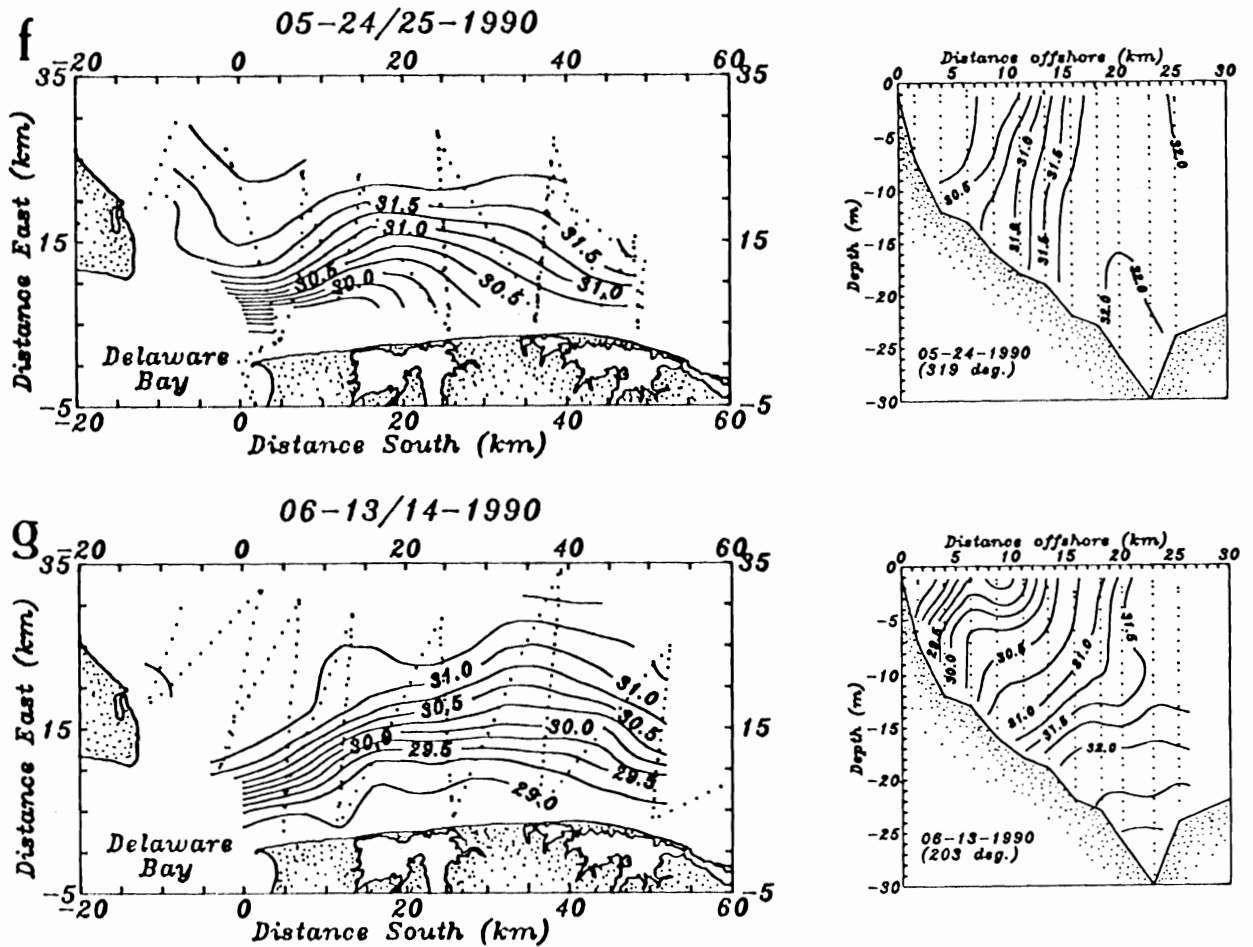 f
05-24/25-1990
-20 0 20 40 60
35 35
15 15
-5 -5
Distance East (km)
31.5
31.0
30.5
30.0
31.5
30.5
31.0
Delaware
Bay
-20 0 20 40 60
Distance South (km)
Distance offshore (km)
0 5 10 15 20 25 30
0
-5
-10
-15
-20
-25
-30
Depth (m)
30.5
31.0
31.5
31.0
31.5
32.0
32.0
32.0
05-24-1990
(319 deg.)
g
06-13/14-1990
-20 0 20 40 60
35 35
15 15
-5 -5
Distance East (km)
31.0
30.5
30.0
29.5
30.0
31.0
30.5
29.5
29.0
Delaware
Bay
-20 0 20 40 60
Distance South (km)
Distance offshore (km)
0 5 10 15 20 25 30
0
-5
-10
-15
-20
-25
-30
Depth (m)
29.5
30.0
30.5
31.0
31.5
31.0
31.5
32.0
06-13-1990
(203 deg.)